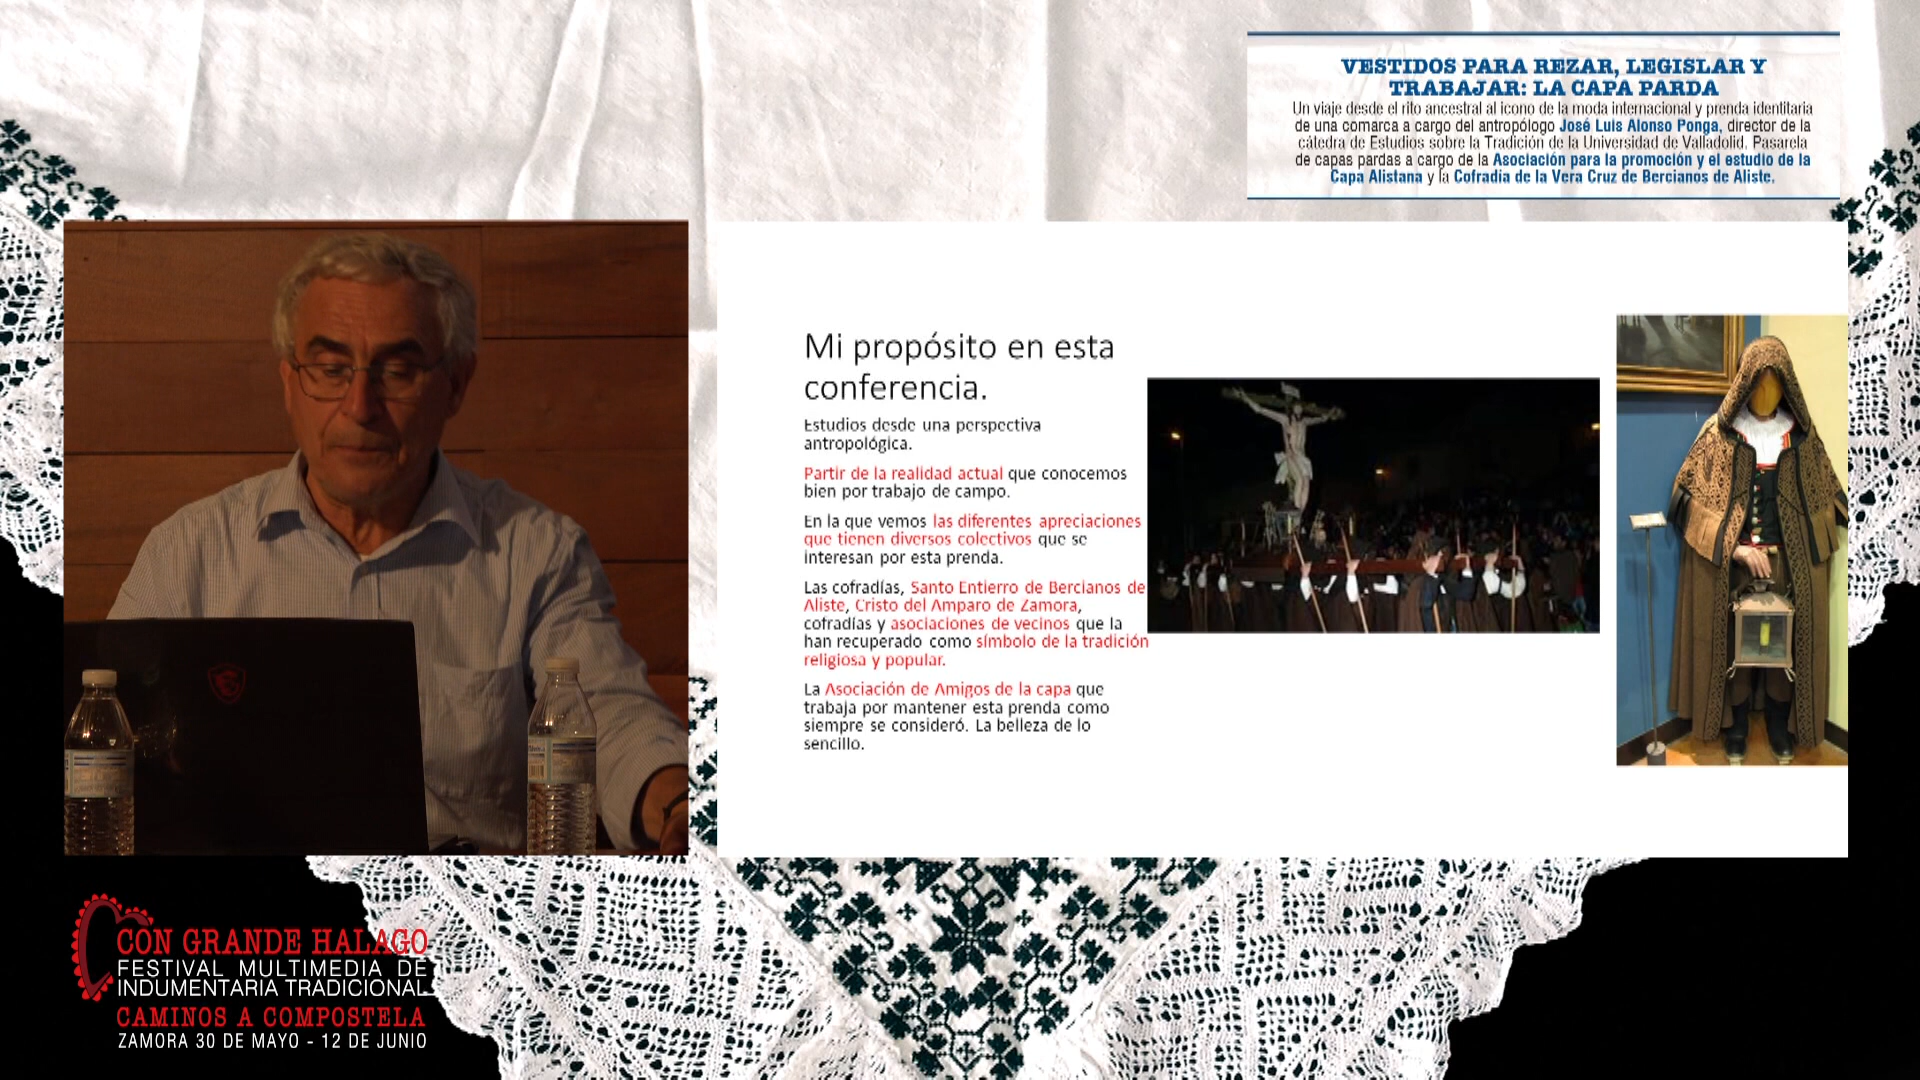 VESTIDOS PARA REZAR, LEGISLAR Y
TRABAJAR: LA CAPA PARDA
Un viaje desde el rito ancestral al icono de la moda internacional y prenda identitaria
de una comarca a cargo del antropólogo José Luis Alonso Ponga, director de la
cátedra de Estudios sobre la Tradición de la Universidad de Valladolid. Pasarela
de capas pardas a cargo de la Asociación para la promoción y el estudio de la
Capa Alistana y la Cofradía de la Vera Cruz de Bercianos de Aliste.
Mi propósito en esta
conferencia.
Estudios desde una perspectiva
antropológica.
Partir de la realidad actual que conocemos
bien por trabajo de campo.
En la que vemos las diferentes apreciaciones
que tienen diversos colectivos que se
interesan por esta prenda.
Las cofradías, Santo Entierro de Bercianos de
Aliste, Cristo del Amparo de Zamora,
cofradías y asociaciones de vecinos que la
han recuperado como símbolo de la tradición
religiosa y popular.
La Asociación de Amigos de la capa que
trabaja por mantener esta prenda como
siempre se consideró. La belleza de lo
sencillo.
CON GRANDE HALAGO
FESTIVAL MULTIMEDIA DE
INDUMENTARIA TRADICIONAL
CAMINOS A COMPOSTELA
ZAMORA 30 DE MAYO - 12 DE JUNIO